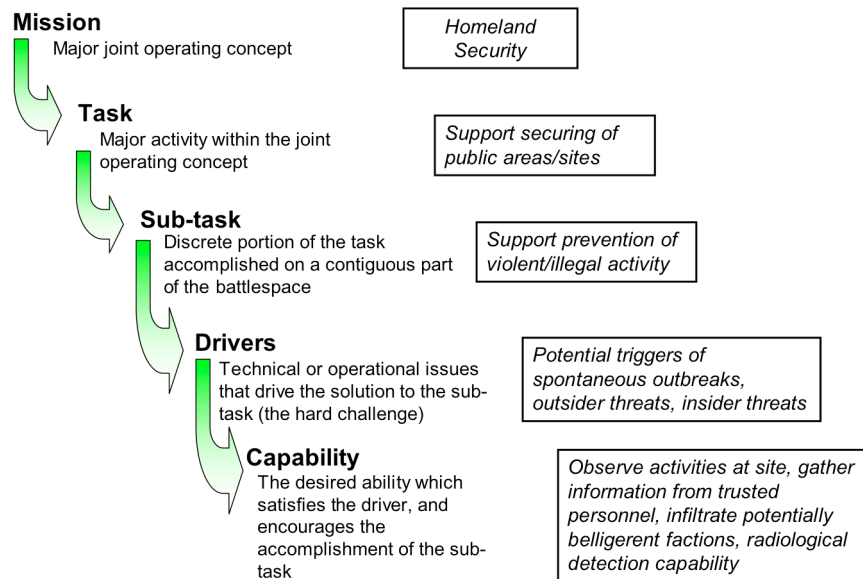 Mission
Major joint operating concept
Homeland
Security
Task
Major activity within the joint
operating concept
Support securing of
public areas/sites
Sub-task
Discrete portion of the task
accomplished on a contiguous part
of the battlespace
Support prevention of
violent/illegal activity
Drivers
Technical or operational issues
that drive the solution to the sub-
task (the hard challenge)
Potential triggers of
spontaneous outbreaks,
outsider threats, insider threats
Capability
The desired ability which
satisfies the driver, and
encourages the
accomplishment of the sub-
task
Observe activities at site, gather
information from trusted
personnel, infiltrate potentially
belligerent factions, radiological
detection capability